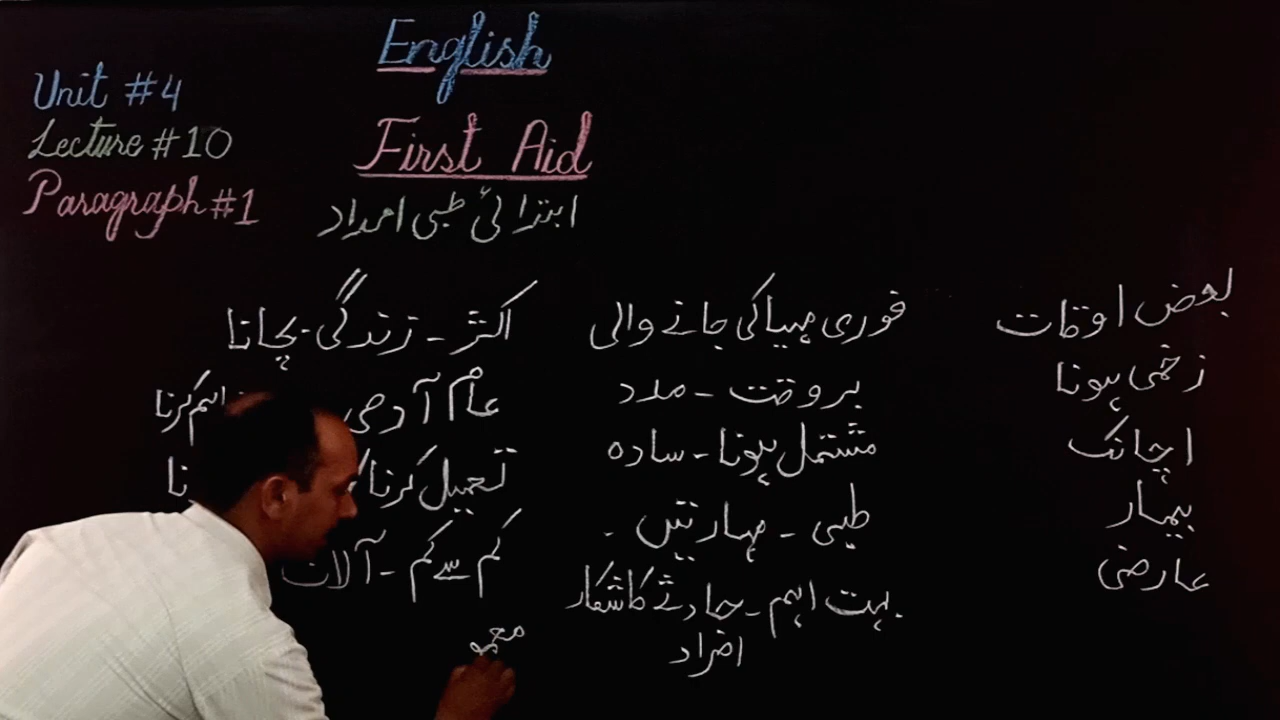 English
Unit #4
Lecture #10
Paragraph #1
First Aid
ابتدائی طبی امداد
بعض اوقات
زخمی ہونا
اچانک
بیمار
عارضی
فوری مہیا کی جانے والی
بروقت - مدد
مشتمل ہونا - سادہ
طبی - مہارتیں -
بہت اہم - حادثے کا شکار
افراد
اکثر - زندگی بچانا
عام آدمی
تعمیل کرنا
کم سے کم - آلات